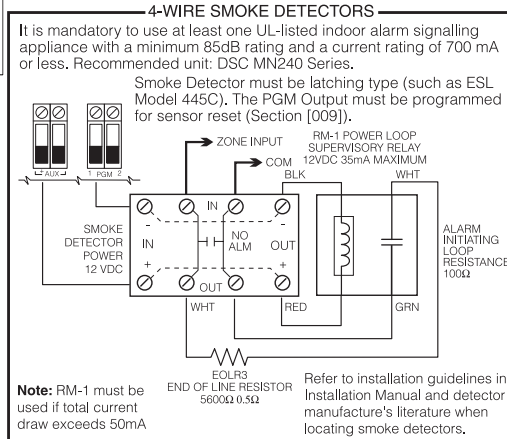 4-WIRE SMOKE DETECTORS
It is mandatory to use at least one UL-listed indoor alarm signalling
appliance with a minimum 85dB rating and a current rating of 700 mA
or less. Recommended unit: DSC MN240 Series.
Smoke Detector must be latching type (such as ESL
Model 445C). The PGM Output must be programmed
for sensor reset (Section [009]).
ZONE INPUT
COM
RM-1 POWER LOOP
SUPERVISORY RELAY
12VDC 35mA MAXIMUM
BLK
WHT
- AUX +
1 PGM 2
SMOKE
DETECTOR
POWER
12 VDC
IN
- -
IN
NO
ALM
OUT
+ +
OUT
WHT
RED
GRN
ALARM
INITIATING
LOOP
RESISTANCE
100Ω
EOLR3
END OF LINE RESISTOR
5600Ω 0.5Ω
Note: RM-1 must be
used if total current
draw exceeds 50mA
Refer to installation guidelines in
Installation Manual and detector
manufacture's literature when
locating smoke detectors.